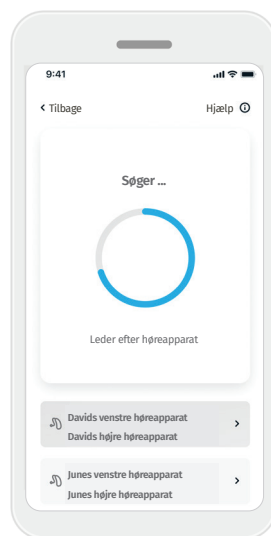 9:41
Tilbage
Hjælp
Søger ...
Leder efter høreapparat
Davids venstre høreapparat
Davids højre høreapparat
Junes venstre høreapparat
Junes højre høreapparat